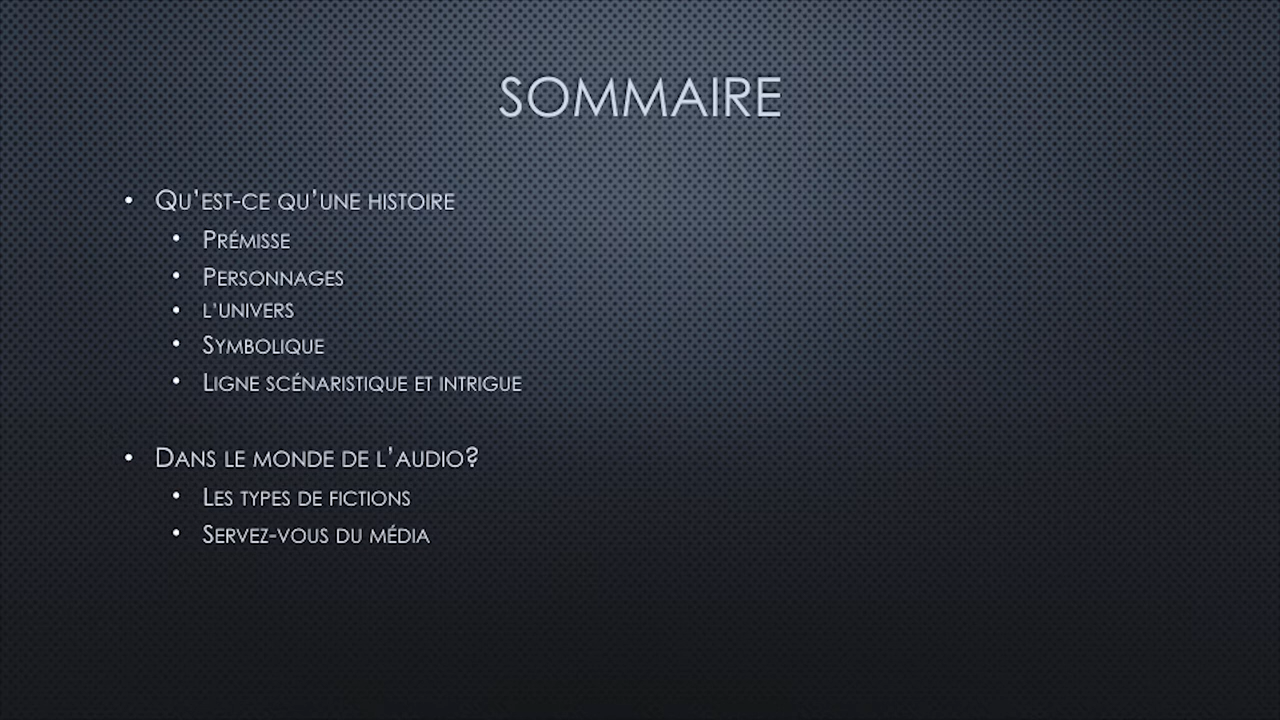 SOMMAIRE
• Qu’est-ce qu’une histoire
• Prémisse
• Personnages
• l’univers
• Symbolique
• Ligne scénaristique et intrigue
• Dans le monde de l’audio?
• Les types de fictions
• Servez-vous du média